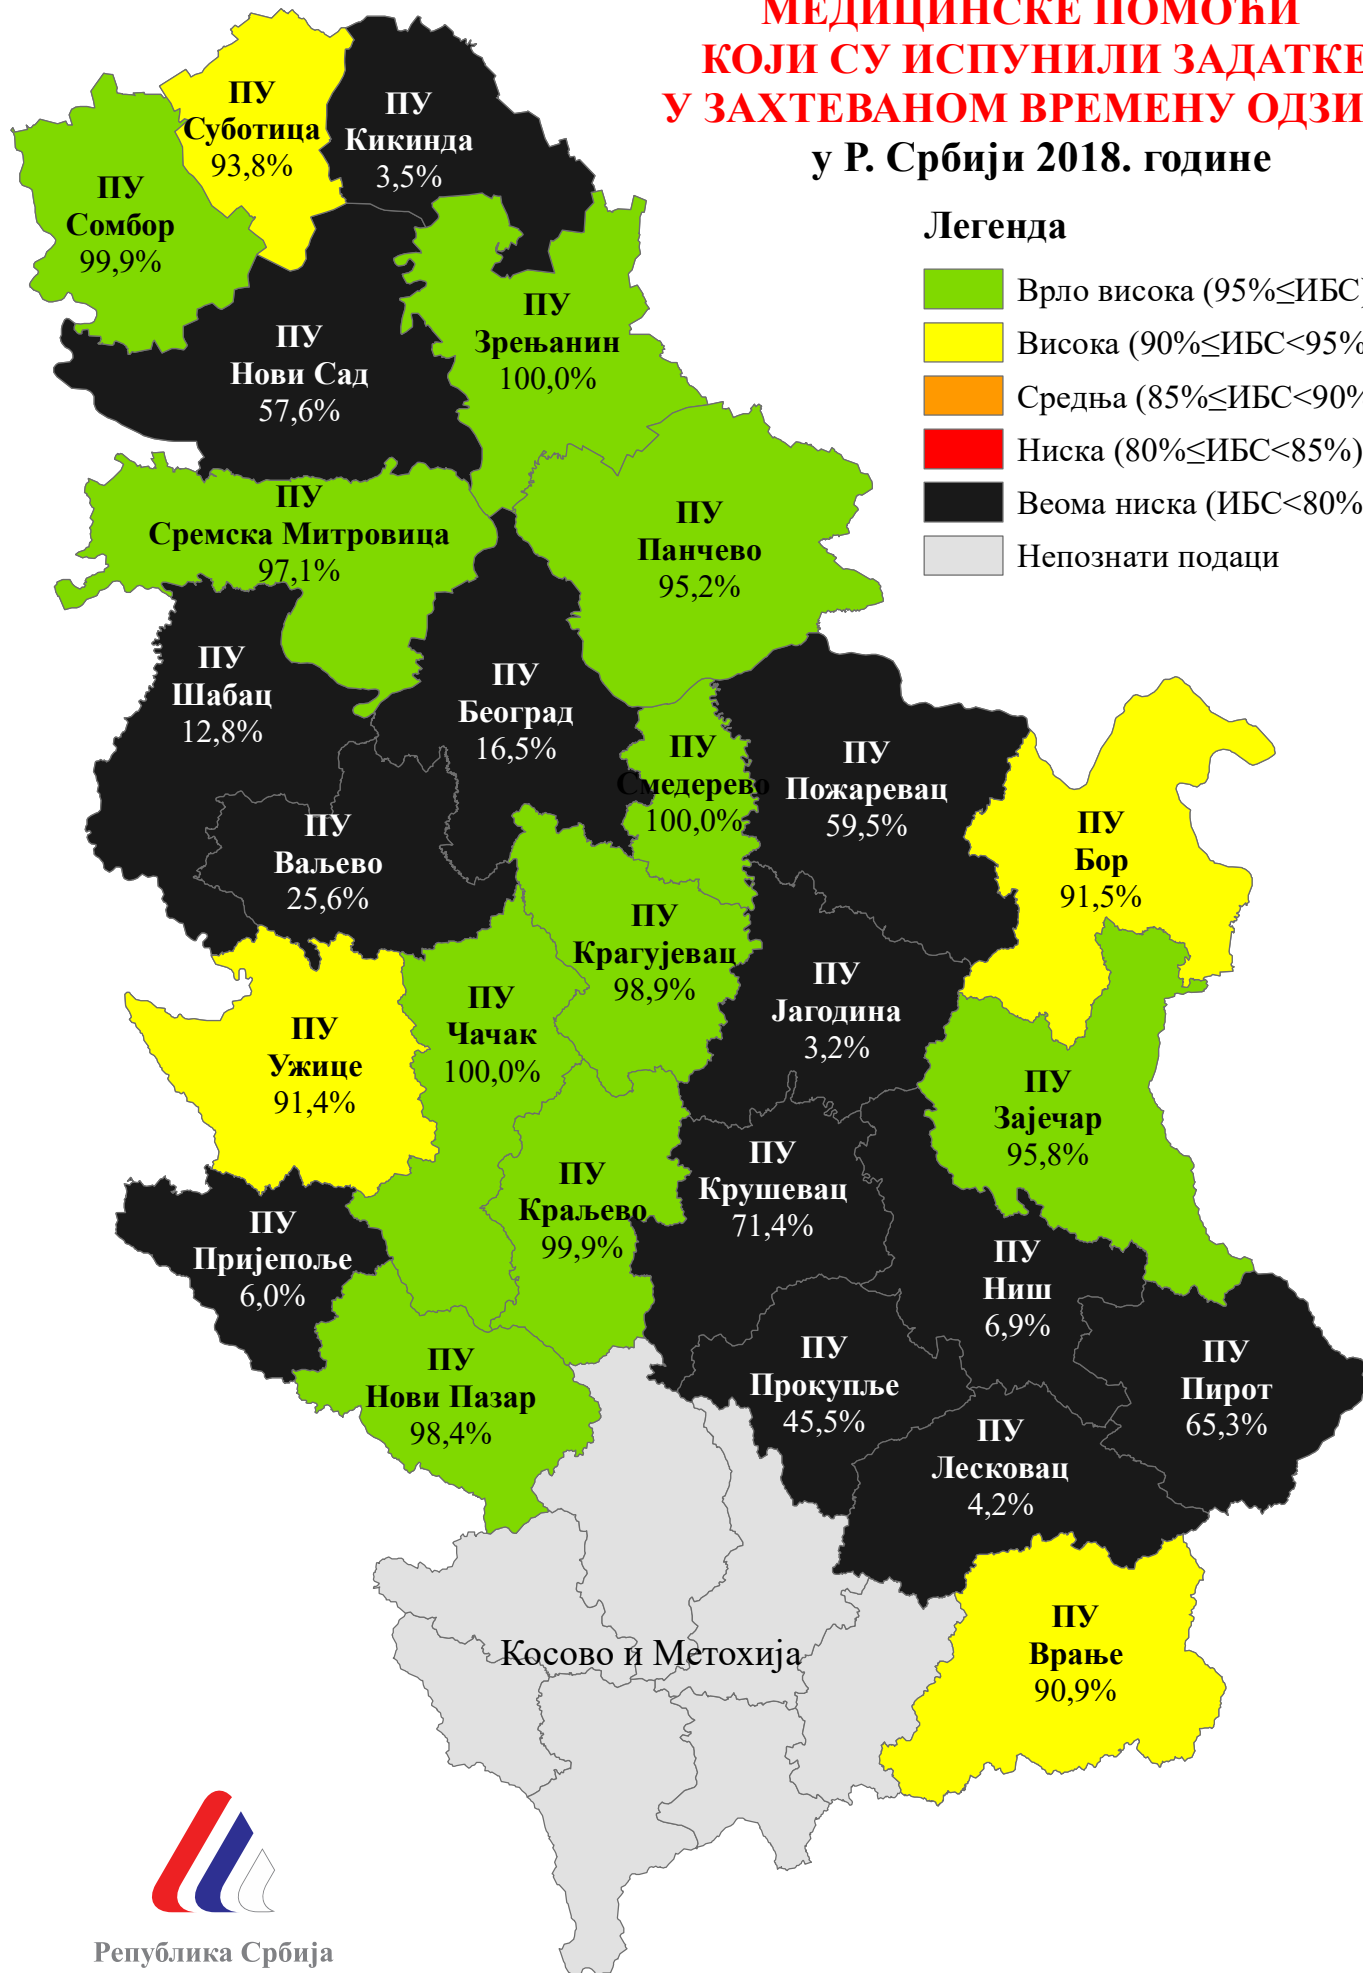 МЕДИЦИНСКЕ ПОМОЋИ
КОЈИ СУ ИСПУНИЛИ ЗАДАТКЕ
У ЗАХТЕВАНОМ ВРЕМЕНУ
у Р. Србији 2018. године
Легенда
Врло висока (95%≤ИБС)
Висока (90%≤ИБС<95%
Средња (85%≤ИБС<90%
Ниска (80%≤ИБС<85%)
Веома ниска (ИБС<80%
Непознати подаци
ПУ
Суботица
93,8%
ПУ
Кикинда
3,5%
ПУ
Сомбор
99,9%
ПУ
Зрењанин
100,0%
ПУ
Нови Сад
57,6%
ПУ
Сремска Митровица
97,1%
ПУ
Панчево
95,2%
ПУ
Шабац
12,8%
ПУ
Београд
16,5%
ПУ
Смедерево
100,0%
ПУ
Пожаревац
59,5%
ПУ
Ваљево
25,6%
ПУ
Бор
91,5%
ПУ
Крагујевац
98,9%
ПУ
Јагодина
3,2%
ПУ
Чачак
100,0%
ПУ
Ужице
91,4%
ПУ
Зајечар
95,8%
ПУ
Крушевац
71,4%
ПУ
Краљево
99,9%
ПУ
Пријепоље
6,0%
ПУ
Ниш
6,9%
ПУ
Прокупље
45,5%
ПУ
Пирот
65,3%
ПУ
Нови Пазар
98,4%
ПУ
Лесковац
4,2%
ПУ
Врање
90,9%
Косово и Метохија
Република Србија